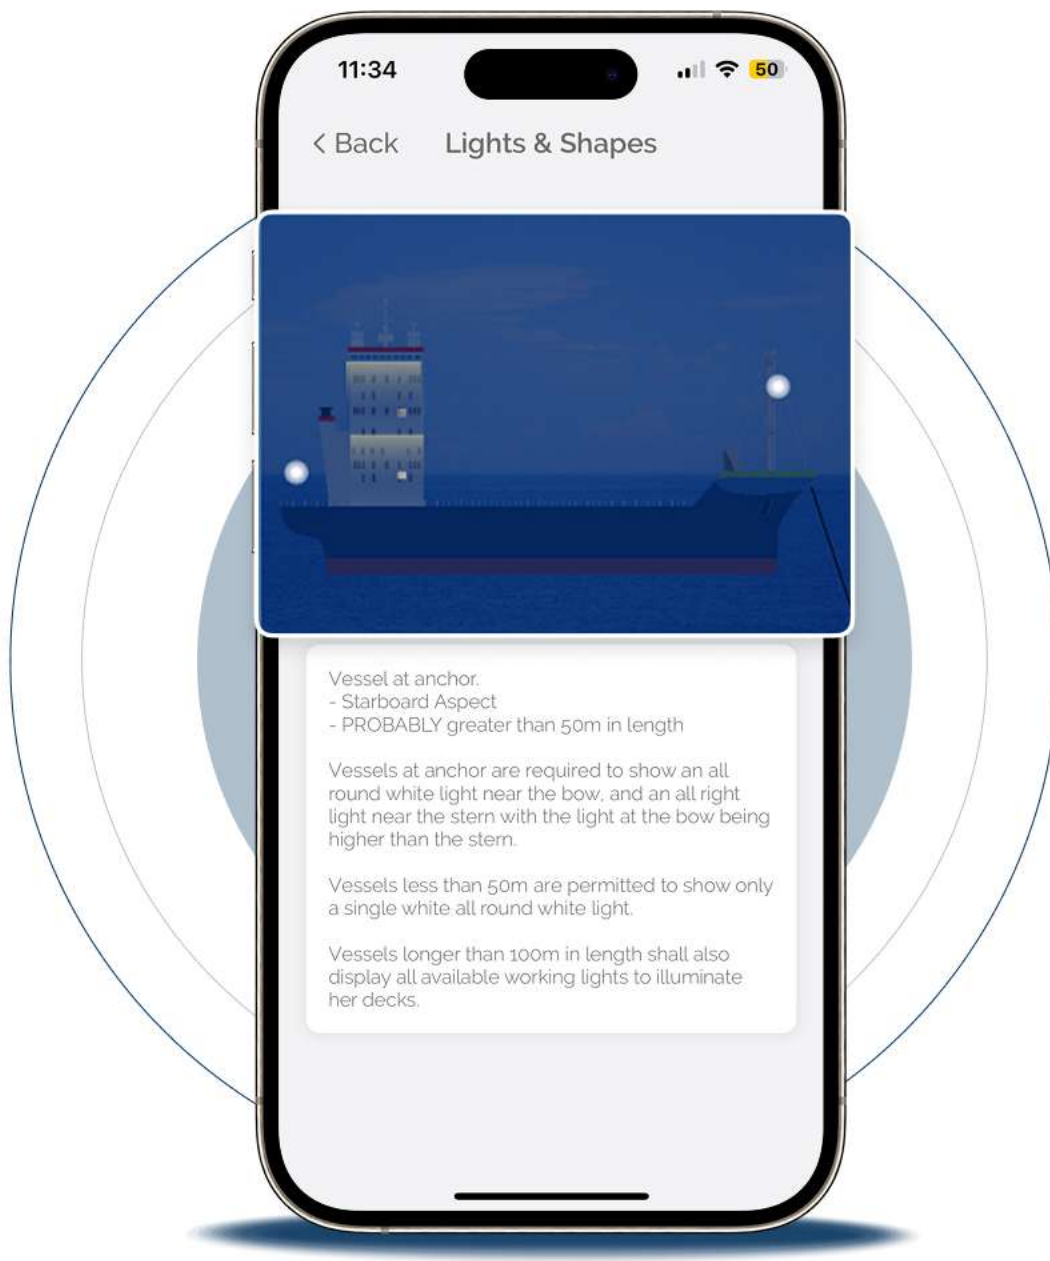 11:34
50
< Back Lights & Shapes
Vessel at anchor.
- Starboard Aspect
- PROBABLY greater than 50m in length
Vessels at anchor are required to show an all
round white light near the bow, and an all right
light near the stern with the light at the bow being
higher than the stern.
Vessels less than 50m are permitted to show only
a single white all round white light.
Vessels longer than 100m in length shall also
display all available working lights to illuminate
her decks.